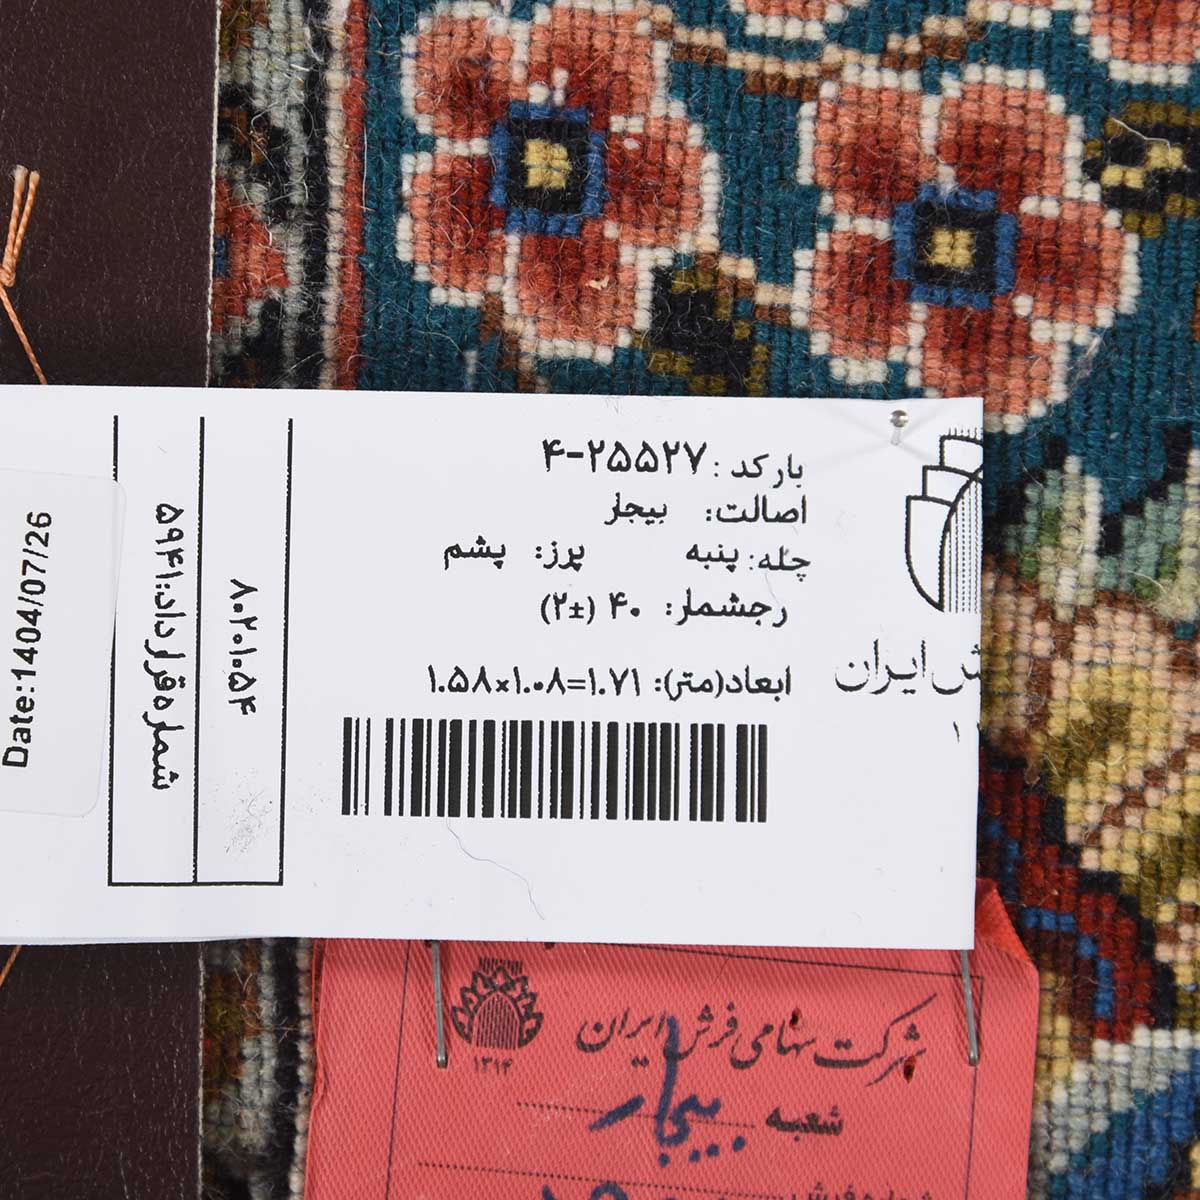 بارکد: ۴-۲۵۵۲۷
اصالت: بیجار
چله: پنبه پرز: پشم
رجشمار: ۴۰ (±۲)
ابعاد(متر): ۱.۵۸×۱.۰۸=۱.۷۱
ایران
شماره قرارداد:۵۹۴۱
۸۰۲۰۱۰۵۴
Date:1404/07/26
شرکت سهامی فرش ایران
۱۳۱۴
شعبه بیجار